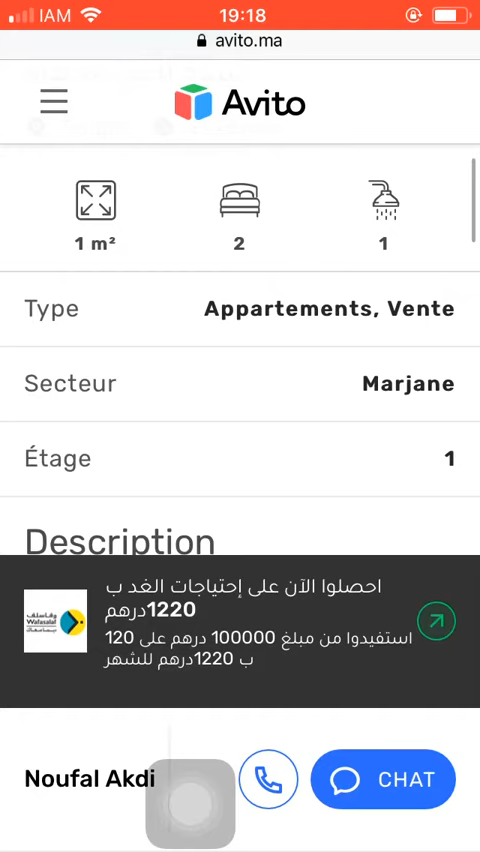 IAM 19:18
avito.ma
Avito
1 m² 2 1
Type Appartements, Vente
Secteur Marjane
Étage 1
Description
احصلوا الآن على إحتياجات الغد ب
1220درهم
استفيدوا من مبلغ 100000 درهم على 120
ب 1220درهم للشهر
وفاسلف
Wafasalaf
Noufal Akdi CHAT